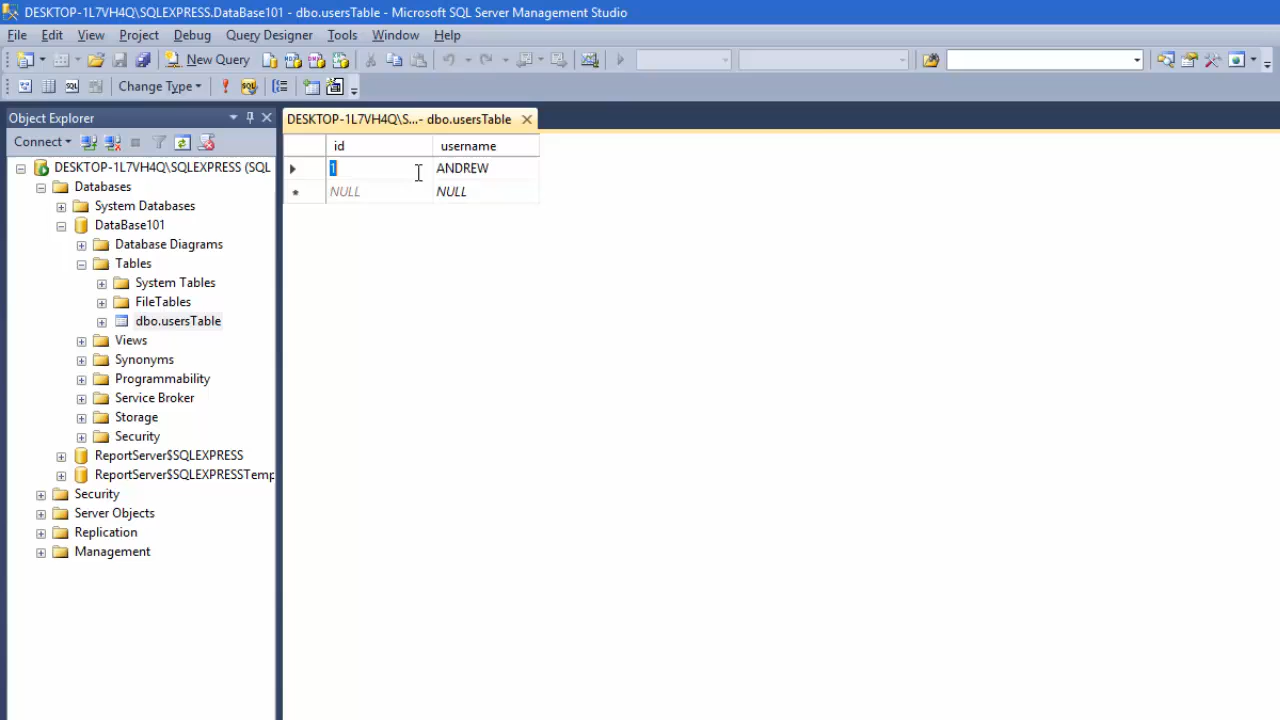 DESKTOP-1L7VH4Q\SQLEXPRESS.DataBase101 - dbo.usersTable - Microsoft SQL Server Management Studio
File Edit View Project Debug Query Designer Tools Window Help
New Query
Change Type
Object Explorer
Connect
DESKTOP-1L7VH4Q\SQLEXPRESS (SQL
Databases
System Databases
DataBase101
Database Diagrams
Tables
System Tables
FileTables
dbo.usersTable
Views
Synonyms
Programmability
Service Broker
Storage
Security
ReportServer$SQLEXPRESS
ReportServer$SQLEXPRESSTemp
Security
Server Objects
Replication
Management
DESKTOP-1L7VH4Q\S...- dbo.usersTable
id username
1 ANDREW
NULL NULL